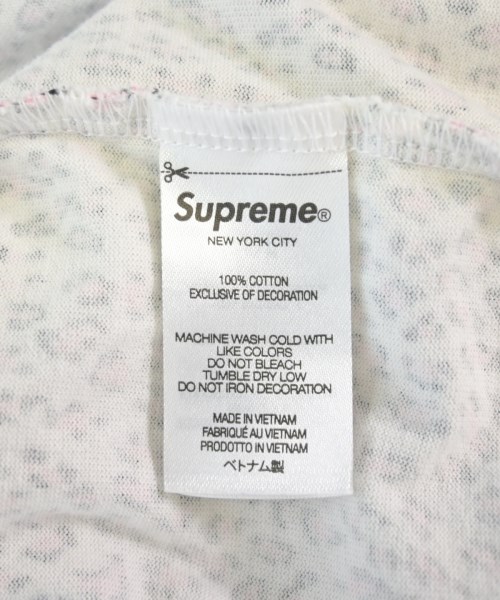 Supreme®
NEW YORK CITY
100% COTTON
EXCLUSIVE OF DECORATION
MACHINE WASH COLD WITH
LIKE COLORS
DO NOT BLEACH
TUMBLE DRY LOW
DO NOT IRON DECORATION
MADE IN VIETNAM
FABRIQUÉ AU VIETNAM
PRODOTTO IN VIETNAM
ベトナム製